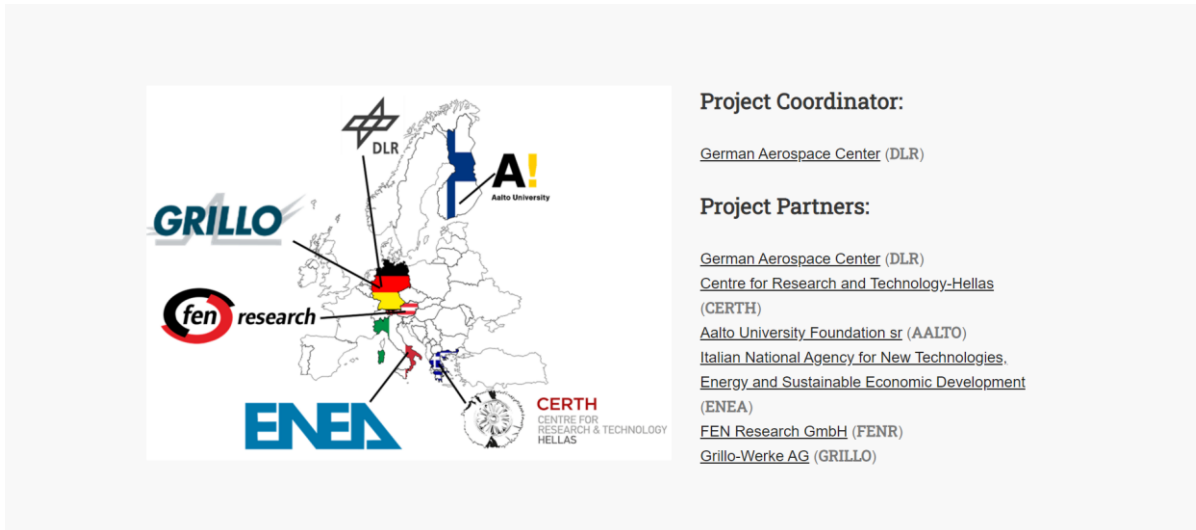 DLR
A!
Aalto University
GRILLO
fen research
ENEA
CERTH
CENTRE FOR
RESEARCH & TECHNOLOGY
HELLAS
Project Coordinator:
German Aerospace Center (DLR)
Project Partners:
German Aerospace Center (DLR)
Centre for Research and Technology-Hellas
(CERTH)
Aalto University Foundation sr (AALTO)
Italian National Agency for New Technologies,
Energy and Sustainable Economic Development
(ENEA)
FEN Research GmbH (FENR)
Grillo-Werke AG (GRILLO)